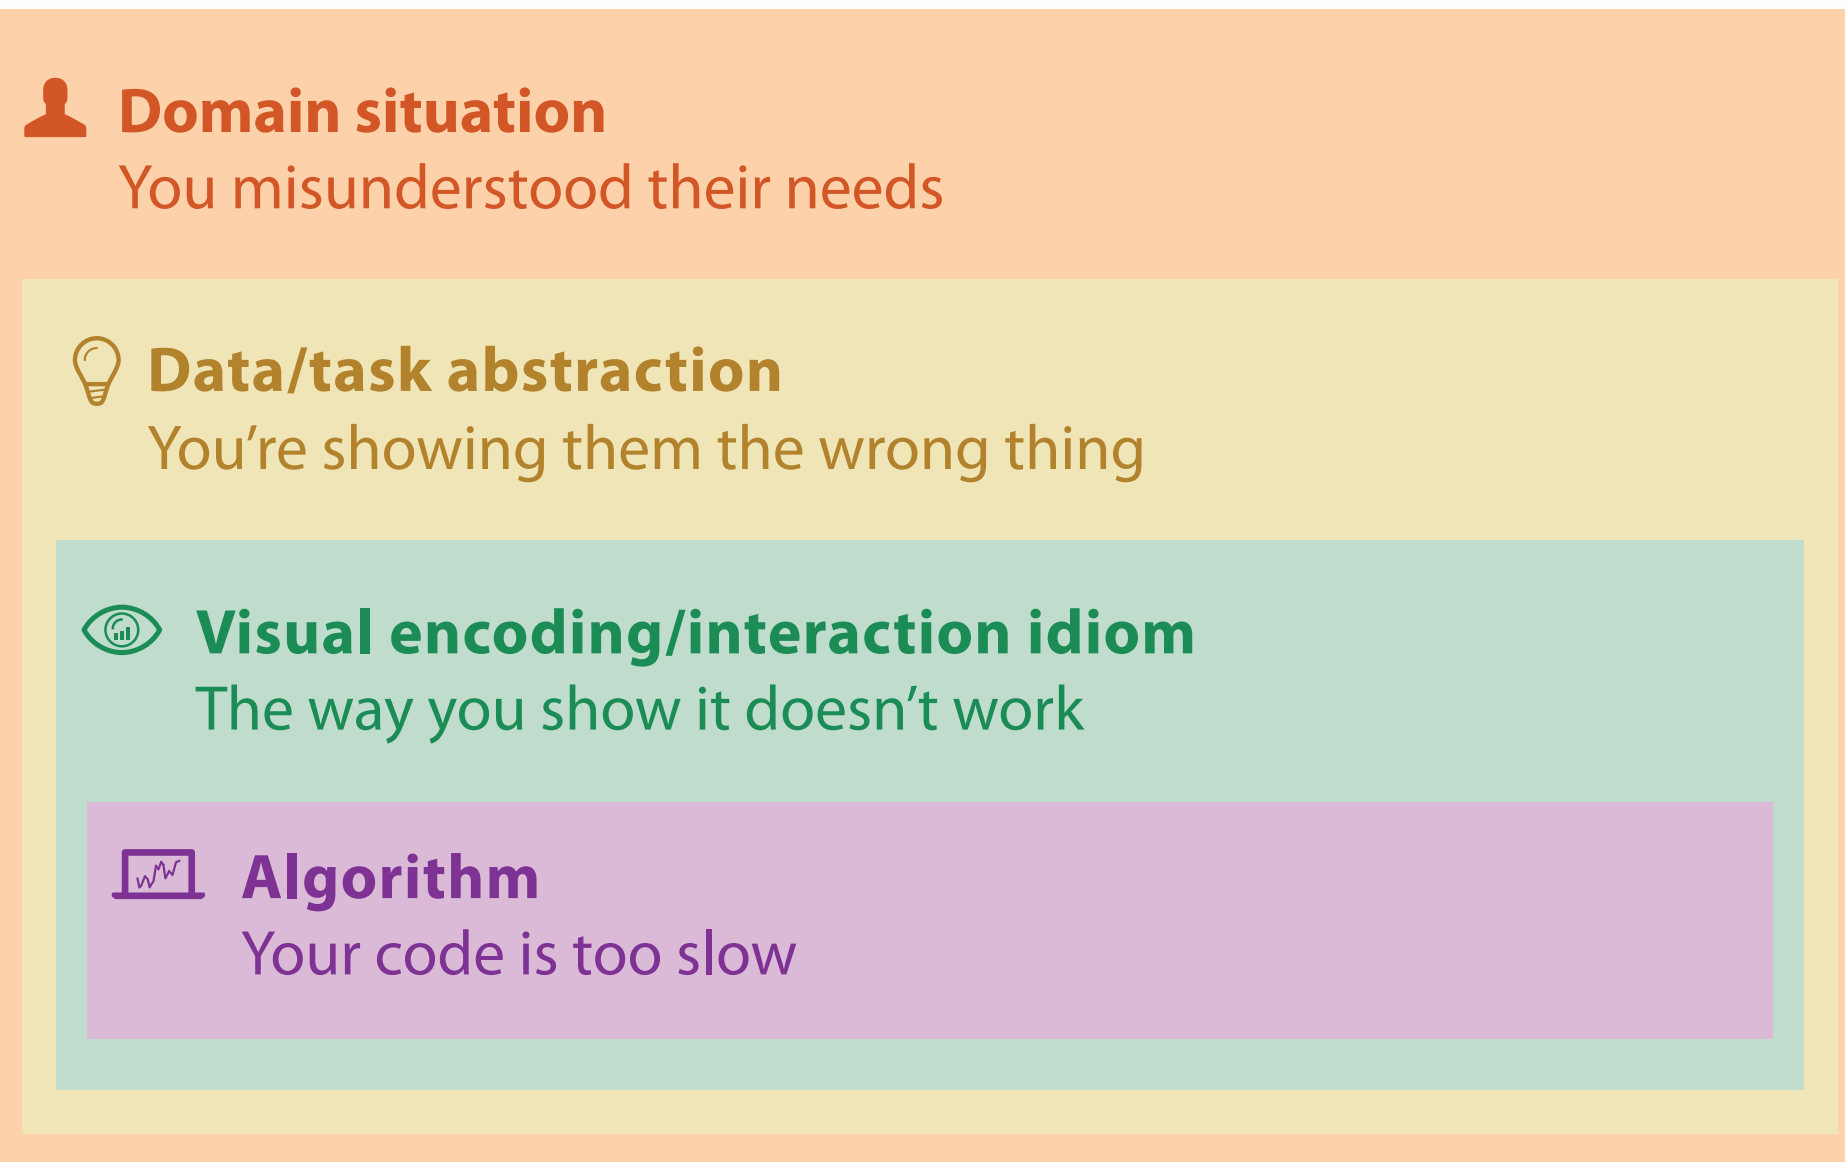 Domain situation
You misunderstood their needs
Data/task abstraction
You’re showing them the wrong thing
Visual encoding/interaction idiom
The way you show it doesn’t work
Algorithm
Your code is too slow